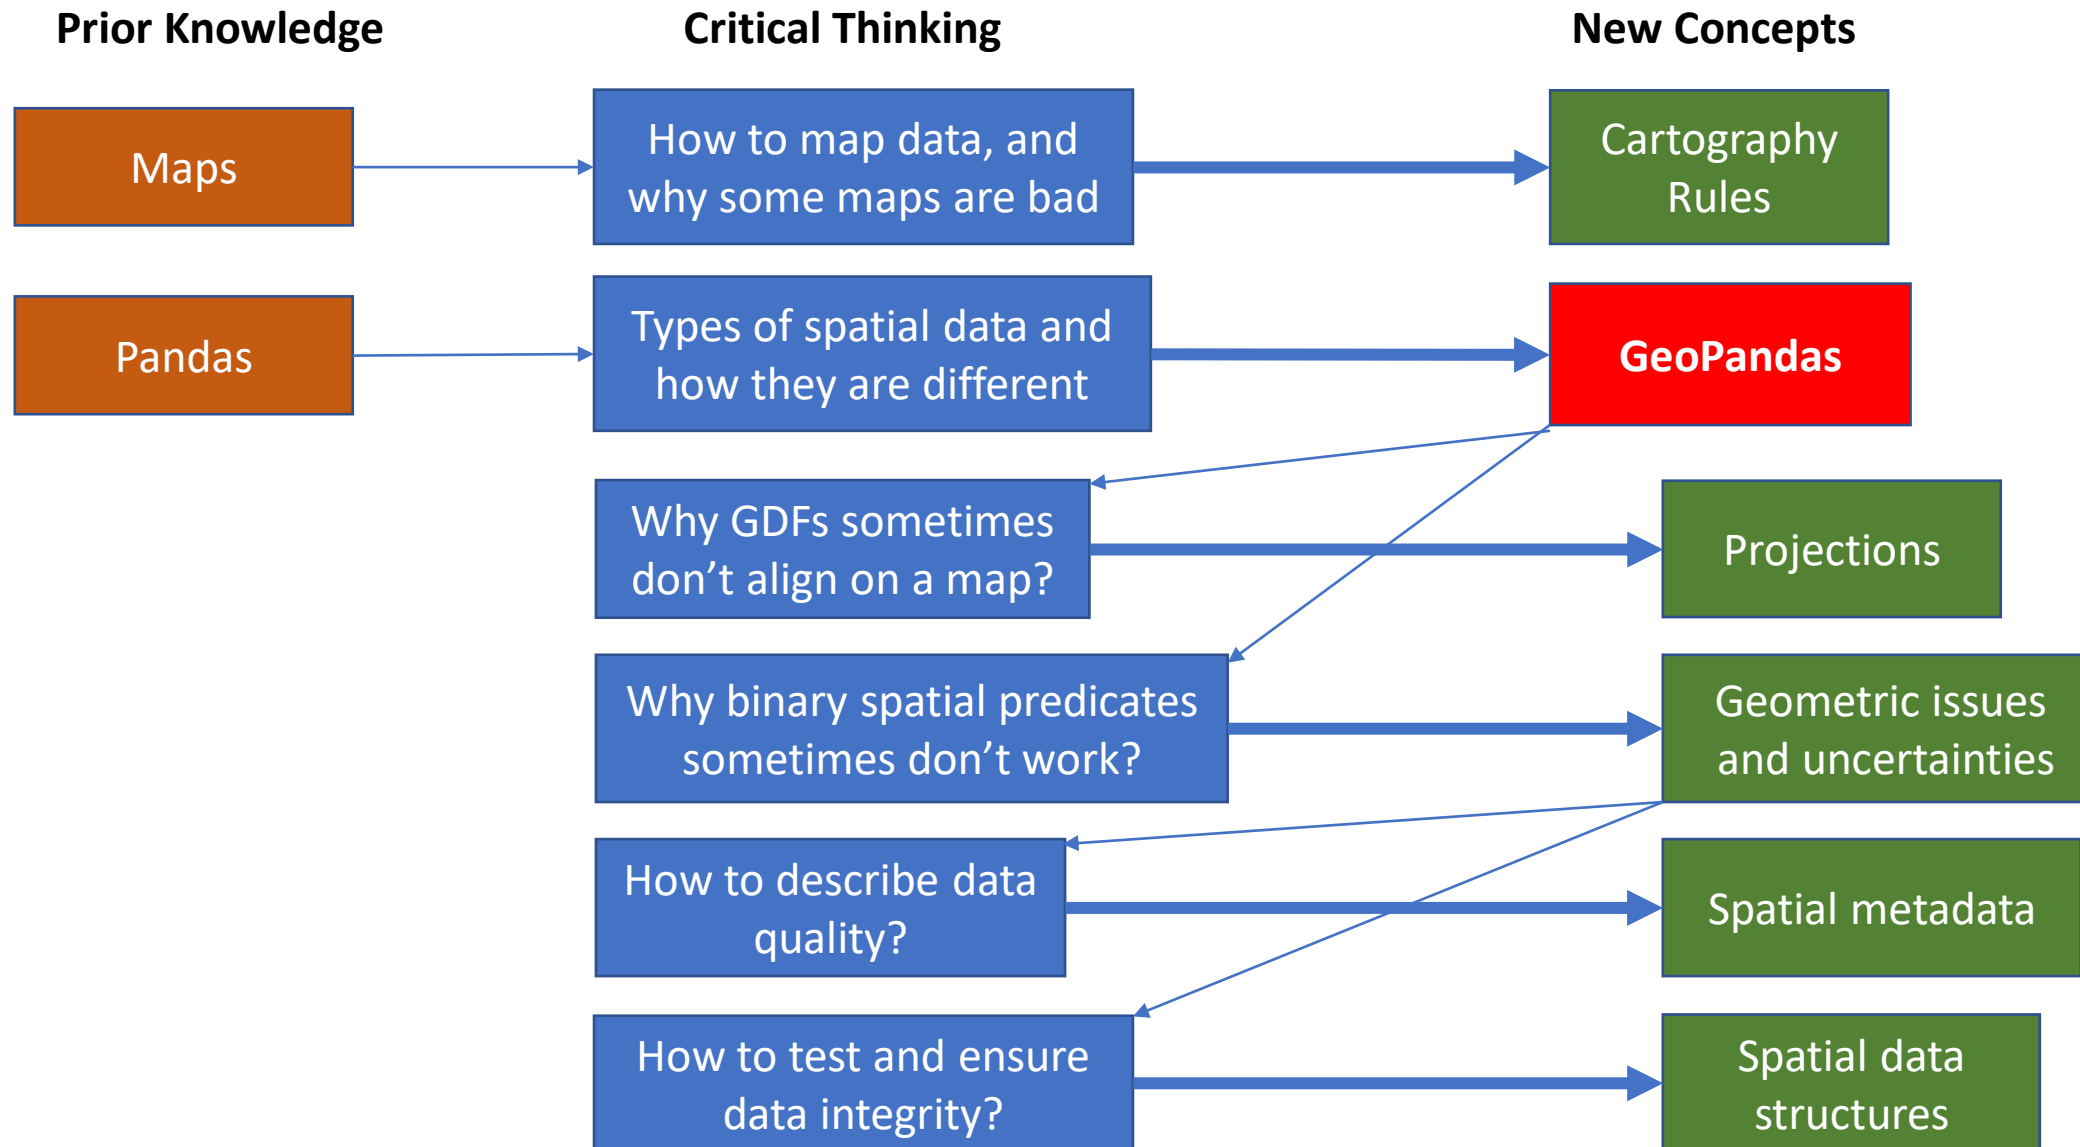 Prior Knowledge
Critical Thinking
New Concepts
Maps
How to map data, and
why some maps are bad
Cartography
Rules
Pandas
Types of spatial data and
how they are different
GeoPandas
Why GDFs sometimes
don’t align on a map?
Projections
Why binary spatial predicates
sometimes don’t work?
Geometric issues
and uncertainties
How to describe data
quality?
Spatial metadata
How to test and ensure
data integrity?
Spatial data
structures